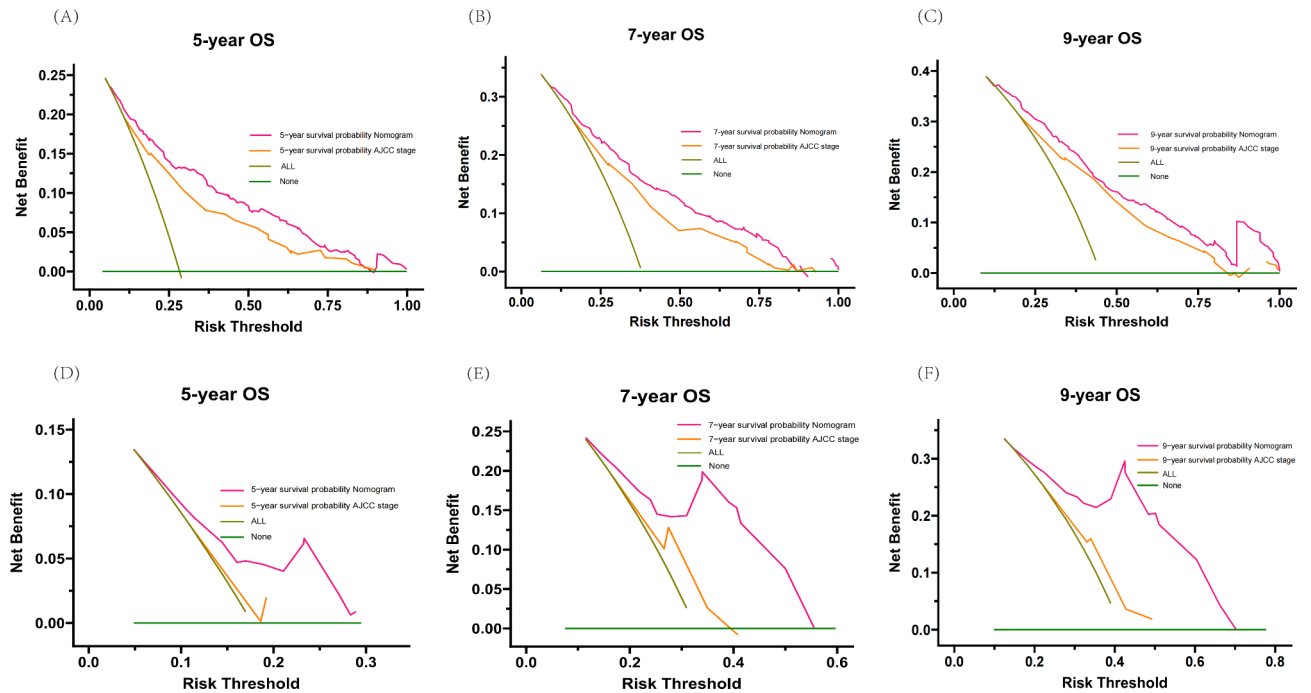 (A)
5-year OS
Net Benefit
0.25
0.20
0.15
0.10
0.05
0.00
5-year survival probability Nomogram
5-year survival probability AJCC stage
ALL
None
0.00 0.25 0.50 0.75 1.00
Risk Threshold
(B)
7-year OS
Net Benefit
0.3
0.2
0.1
0.0
7-year survival probability Nomogram
7-year survival probability AJCC stage
ALL
None
0.00 0.25 0.50 0.75 1.00
Risk Threshold
(C)
9-year OS
Net Benefit
0.4
0.3
0.2
0.1
0.0
9-year survival probability Nomogram
9-year survival probability AJCC stage
ALL
None
0.00 0.25 0.50 0.75 1.00
Risk Threshold
(D)
5-year OS
Net Benefit
0.15
0.10
0.05
0.00
5-year survival probability Nomogram
5-year survival probability AJCC stage
ALL
None
0.0 0.1 0.2 0.3
Risk Threshold
(E)
7-year OS
Net Benefit
0.25
0.20
0.15
0.10
0.05
0.00
7-year survival probability Nomogram
7-year survival probability AJCC stage
ALL
None
0.0 0.2 0.4 0.6
Risk Threshold
(F)
9-year OS
Net Benefit
0.3
0.2
0.1
0.0
9-year survival probability Nomogram
9-year survival probability AJCC stage
ALL
None
0.0 0.2 0.4 0.6 0.8
Risk Threshold